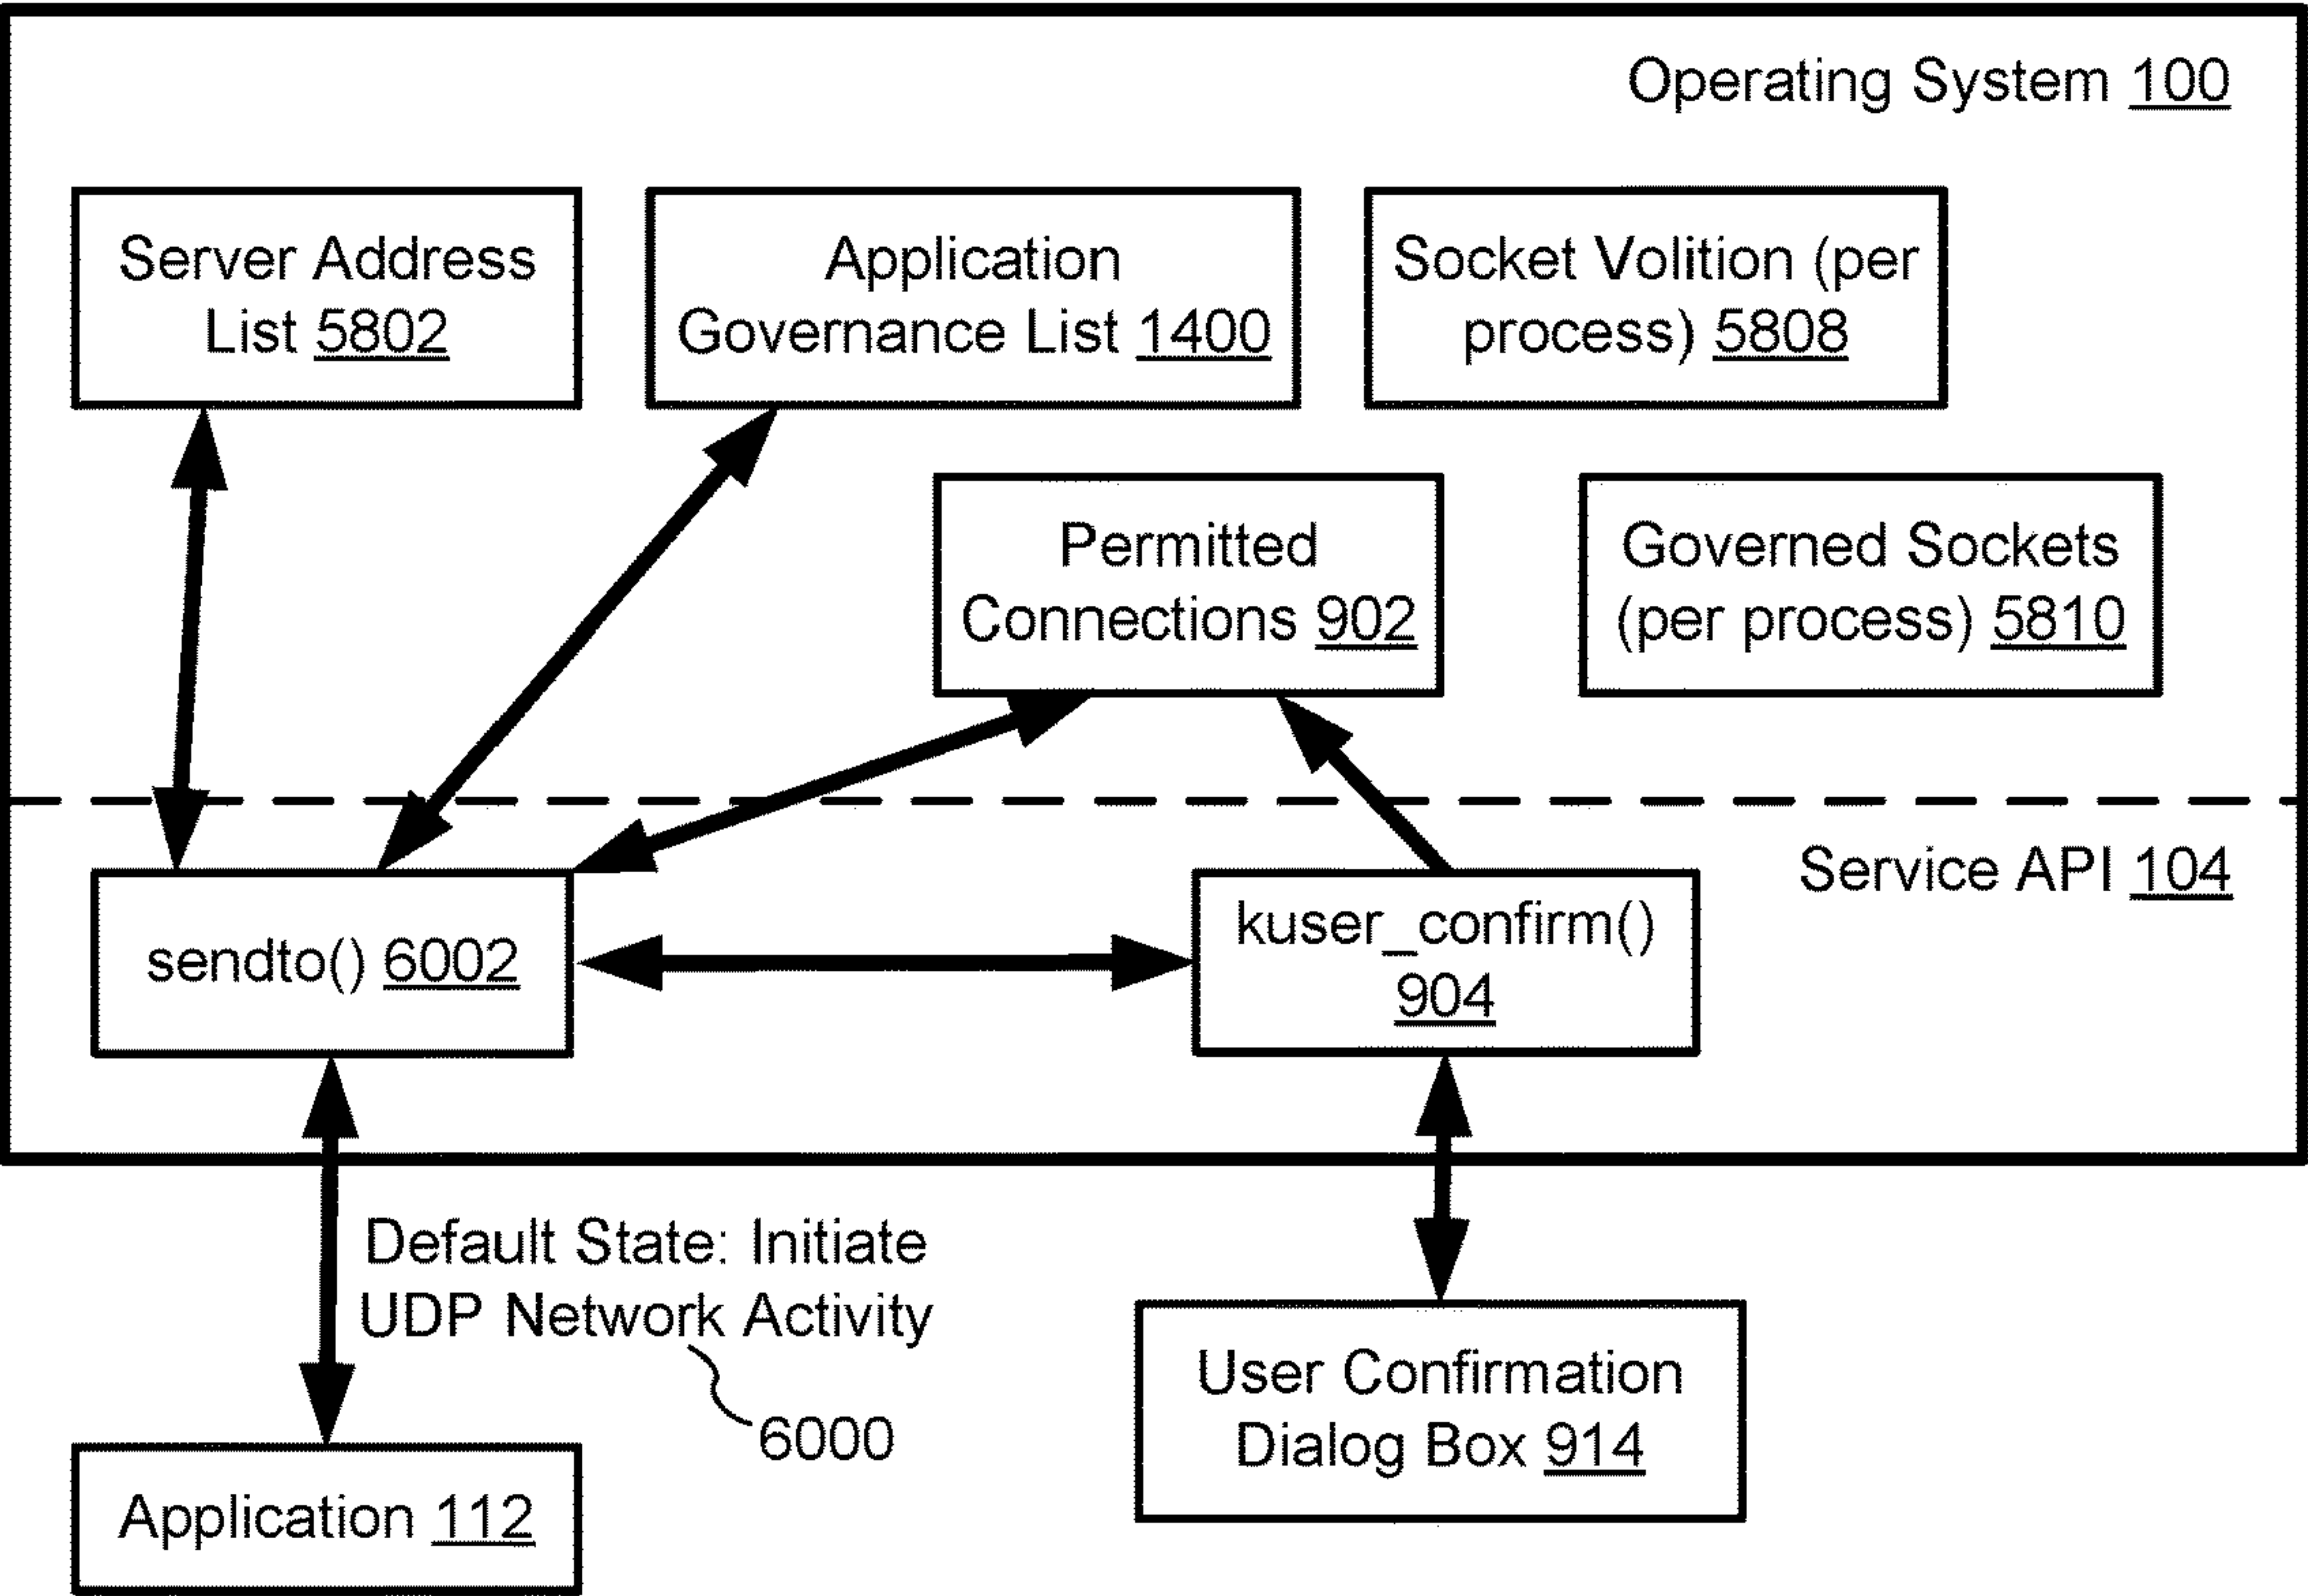 Operating System 100
Server Address
List 5802
Application
Governance List 1400
Socket Volition (per
process) 5808
Permitted
Connections 902
Governed Sockets
(per process) 5810
Service API 104
sendto() 6002
kuser_confirm()
904
Default State: Initiate
UDP Network Activity
6000
User Confirmation
Dialog Box 914
Application 112